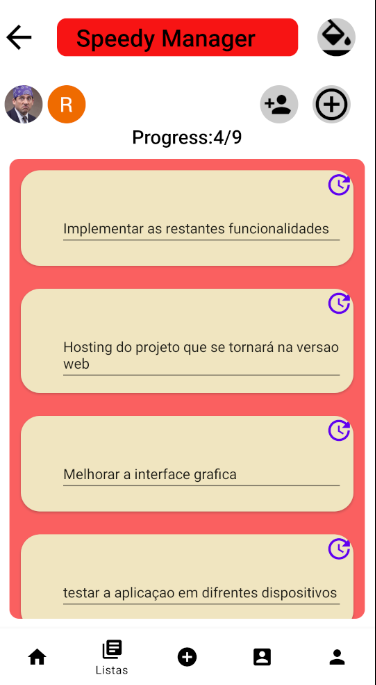 Speedy Manager
R
Progress:4/9
Implementar as restantes funcionalidades
Hosting do projeto que se tornará na versao
web
Melhorar a interface grafica
testar a aplicaçao em difrentes dispositivos
Listas